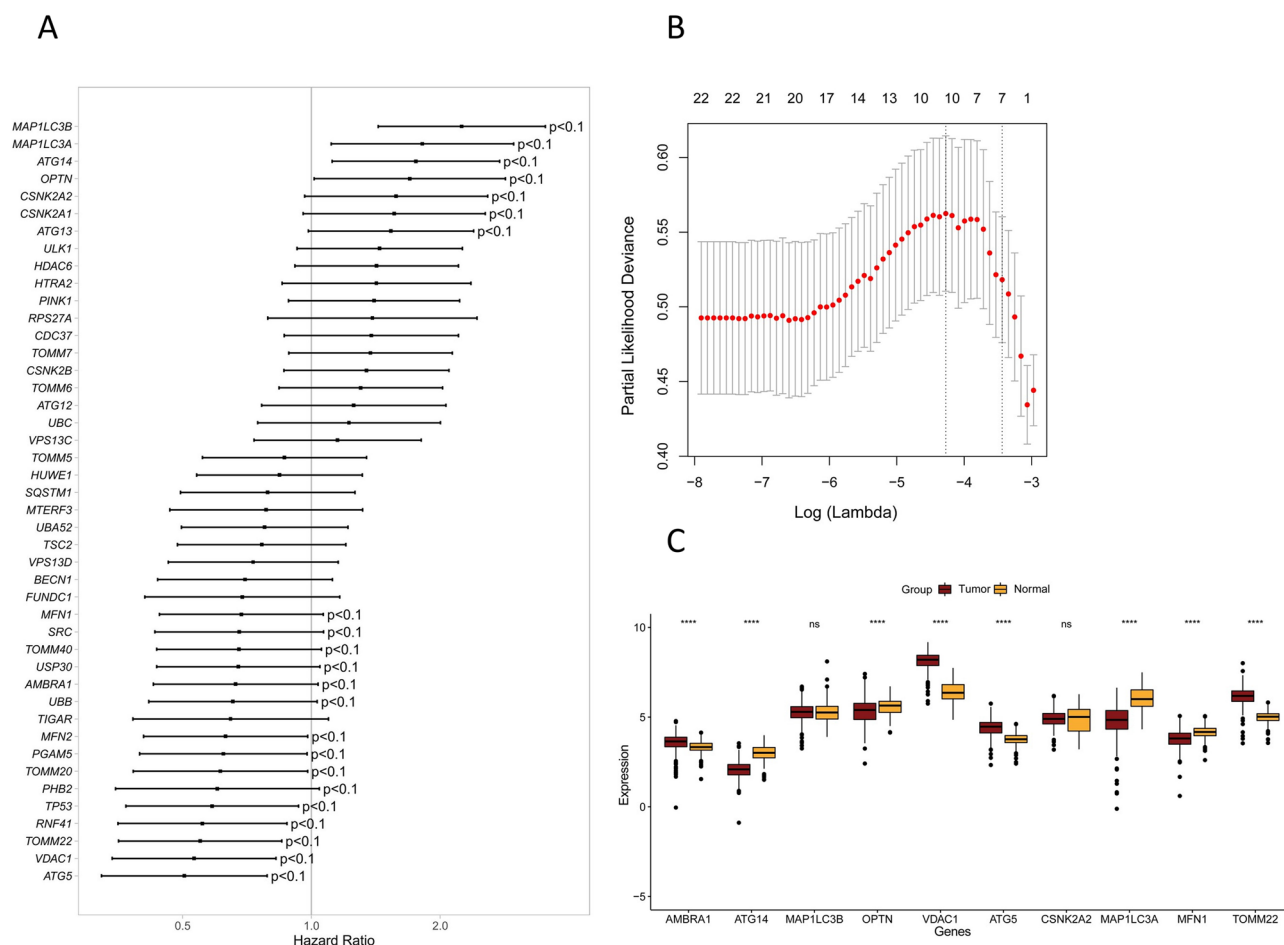 A
MAP1LC3B p<0.1
MAP1LC3A p<0.1
ATG14 p<0.1
OPTN p<0.1
CSNK2A2 p<0.1
CSNK2A1 p<0.1
ATG13 p<0.1
ULK1
HDAC6
HTRA2
PINK1
RPS27A
CDC37
TOMM7
CSNK2B
TOMM6
ATG12
UBC
VPS13C
TOMM5
HUWE1
SQSTM1
MTERF3
UBA52
TSC2
VPS13D
BECN1
FUNDC1
MFN1 p<0.1
SRC p<0.1
TOMM40 p<0.1
USP30 p<0.1
AMBRA1 p<0.1
UBB p<0.1
TIGAR
MFN2 p<0.1
PGAM5 p<0.1
TOMM20 p<0.1
PHB2 p<0.1
TP53 p<0.1
RNF41 p<0.1
TOMM22 p<0.1
VDAC1 p<0.1
ATG5 p<0.1
0.5 1.0 2.0
Hazard Ratio
B
22 22 21 20 17 14 13 10 10 7 7 1
Partial Likelihood Deviance
0.60
0.55
0.50
0.45
0.40
−8 −7 −6 −5 −4 −3
Log (Lambda)
C
Group Tumor Normal
**** **** ns **** **** **** ns **** **** ****
Expression
10
5
0
−5
AMBRA1 ATG14 MAP1LC3B OPTN VDAC1 ATG5 CSNK2A2 MAP1LC3A MFN1 TOMM22
Genes